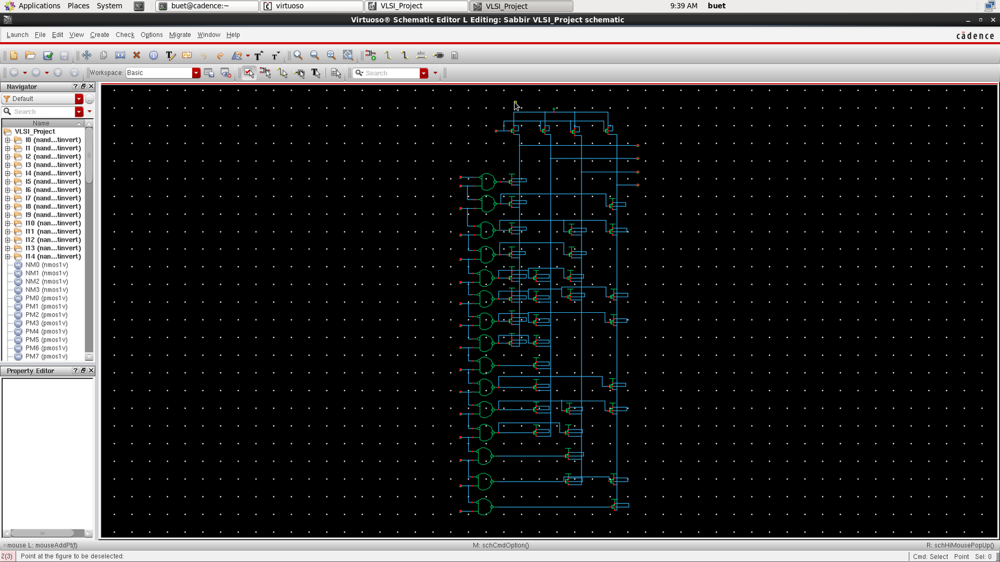 Applications Places System buet@cadence:~ virtuoso VLSI_Project VLSI_Project 9:39 AM buet
Virtuoso® Schematic Editor L Editing: Sabbir VLSI_Project schematic
Launch File Edit View Create Check Options Migrate Window Help cādence
abc
Workspace: Basic Search
Navigator
Default
Search
Name
VLSI_Project
I0 (nand...tinvert)
I1 (nand...tinvert)
I2 (nand...tinvert)
I3 (nand...tinvert)
I4 (nand...tinvert)
I5 (nand...tinvert)
I6 (nand...tinvert)
I7 (nand...tinvert)
I8 (nand...tinvert)
I9 (nand...tinvert)
I10 (nan...tinvert)
I11 (nan...tinvert)
I12 (nan...tinvert)
I13 (nan...tinvert)
I14 (nan...tinvert)
NM0 (nmos1v)
NM1 (nmos1v)
NM2 (nmos1v)
NM3 (nmos1v)
PM0 (pmos1v)
PM1 (pmos1v)
PM2 (pmos1v)
PM3 (pmos1v)
PM4 (pmos1v)
PM5 (pmos1v)
PM6 (pmos1v)
PM7 (pmos1v)
Property Editor
mouse L: mouseAddPt(t) M: schCmdOption() R: schHiMousePopUp()
2(3) Point at the figure to be deselected: Cmd: Select Point Sel: 0